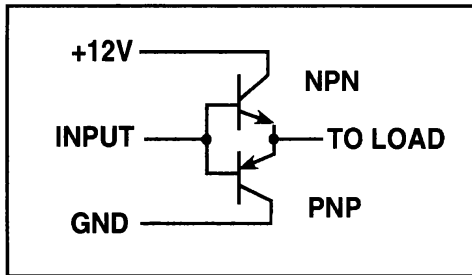 +12V
NPN
INPUT
TO LOAD
PNP
GND